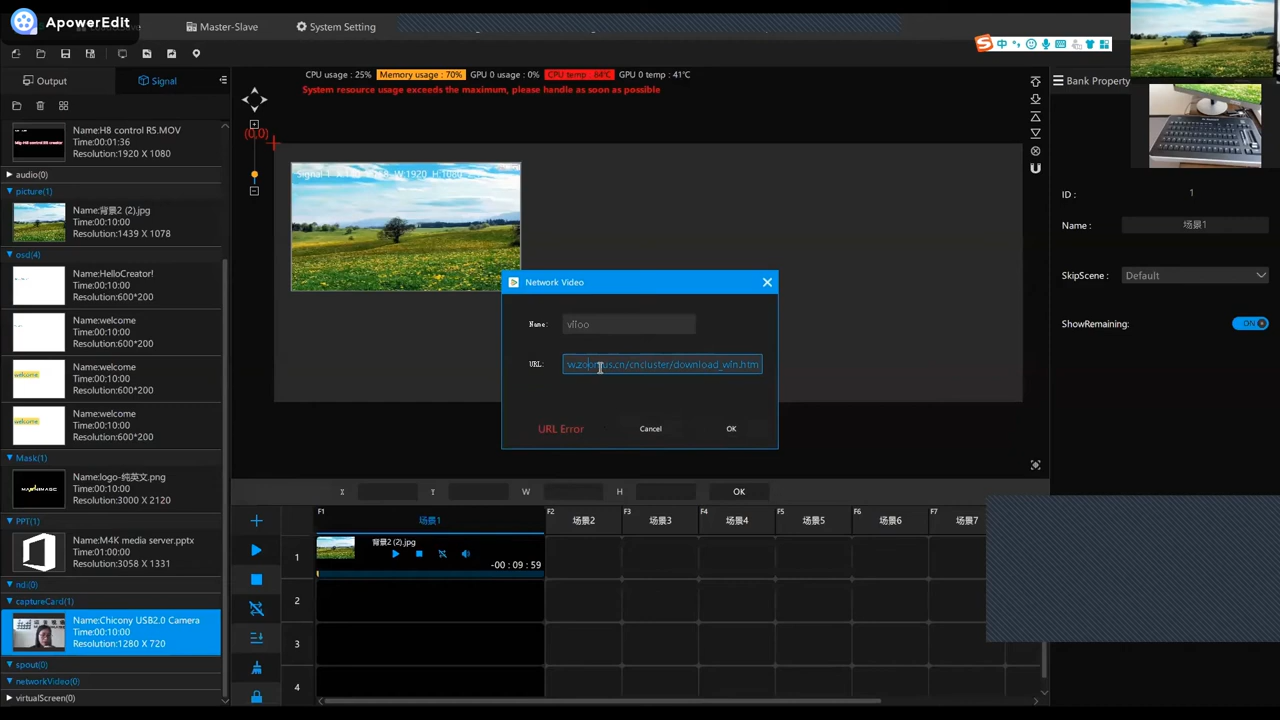 ApowerEdit
Master-Slave
System Setting
中
Output
Signal
CPU usage : 25%
Memory usage : 70%
GPU 0 usage : 0%
CPU temp : 84℃
GPU 0 temp : 41℃
System resource usage exceeds the maximum, please handle as soon as possible
Bank Property
(0,0)
Name:H8 control R5.MOV
Time:00:01:36
Resolution:1920 X 1080
audio(0)
picture(1)
Name:背景2 (2).jpg
Time:00:10:00
Resolution:1439 X 1078
osd(4)
Name:HelloCreator!
Time:00:10:00
Resolution:600*200
Name:welcome
Time:00:10:00
Resolution:600*200
Name:welcome
Time:00:10:00
Resolution:600*200
Name:welcome
Time:00:10:00
Resolution:600*200
Mask(1)
Name:logo-纯英文.png
Time:00:10:00
Resolution:3000 X 2120
PPT(1)
Name:M4K media server.pptx
Time:01:00:00
Resolution:3058 X 1331
ndi(0)
captureCard(1)
Name:Chicony USB2.0 Camera
Time:00:10:00
Resolution:1280 X 720
spout(0)
networkVideo(0)
virtualScreen(0)
Network Video
Name:
URL:
w.zoomus.cn/cncluster/download_win.htm
URL Error
Cancel
OK
ID :
1
Name :
场景1
SkipScene :
Default
ShowRemaining:
ON
X
Y
W
H
OK
F1
场景1
F2
场景2
F3
场景3
F4
场景4
F5
场景5
F6
场景6
F7
场景7
1
背景2 (2).jpg
-00 : 09 : 59
2
3
4